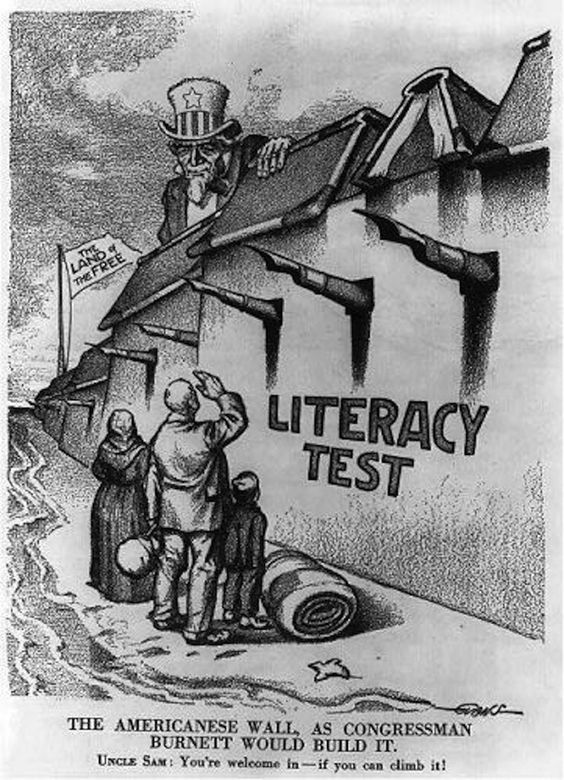 THE
LAND of
THE FREE
LITERACY
TEST
THE AMERICANESE WALL, AS CONGRESSMAN
BURNETT WOULD BUILD IT.
UNCLE SAM: You're welcome in — if you can climb it!